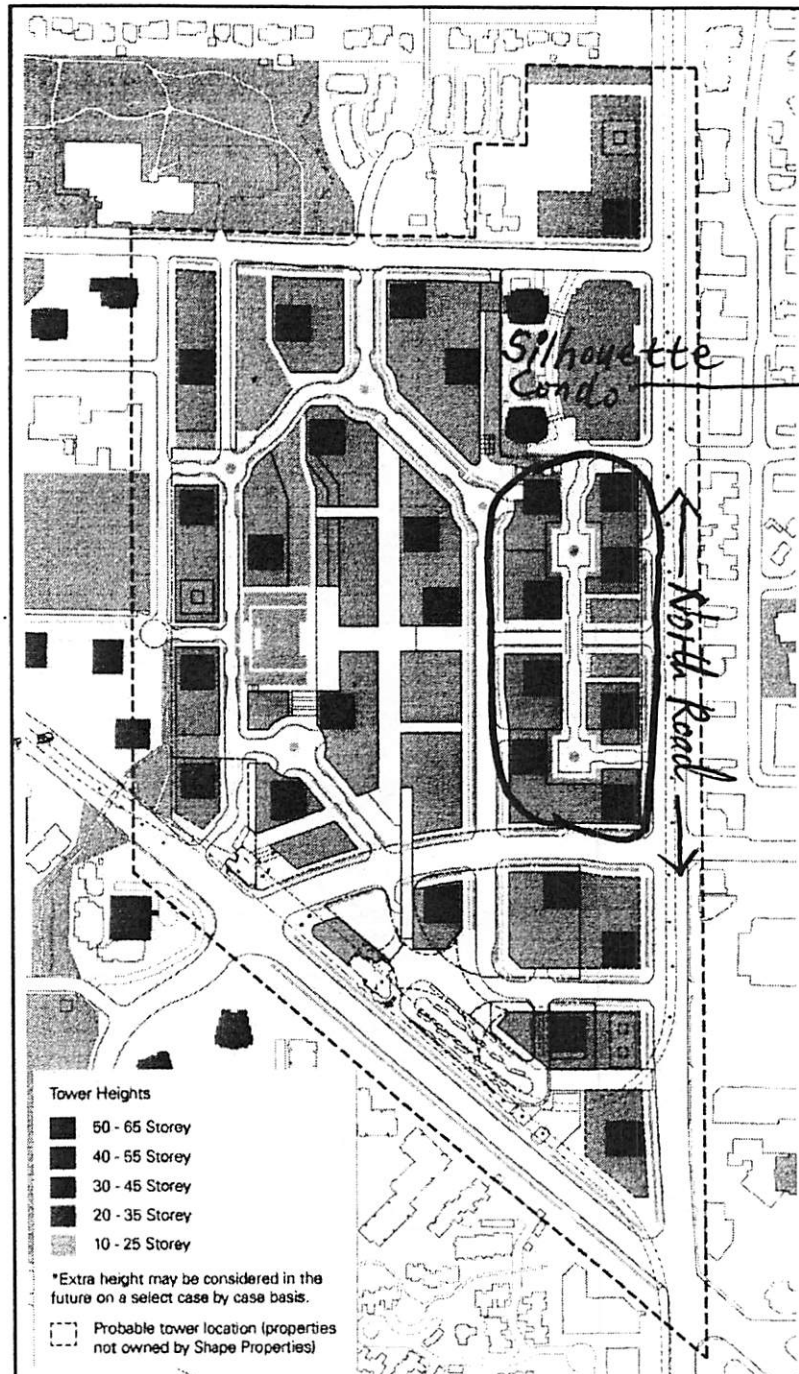 Silhouette
Condo
North Road
Tower Heights
50 - 65 Storey
40 - 55 Storey
30 - 45 Storey
20 - 35 Storey
10 - 25 Storey
*Extra height may be considered in the
future on a select case by case basis.
Probable tower location (properties
not owned by Shape Properties)